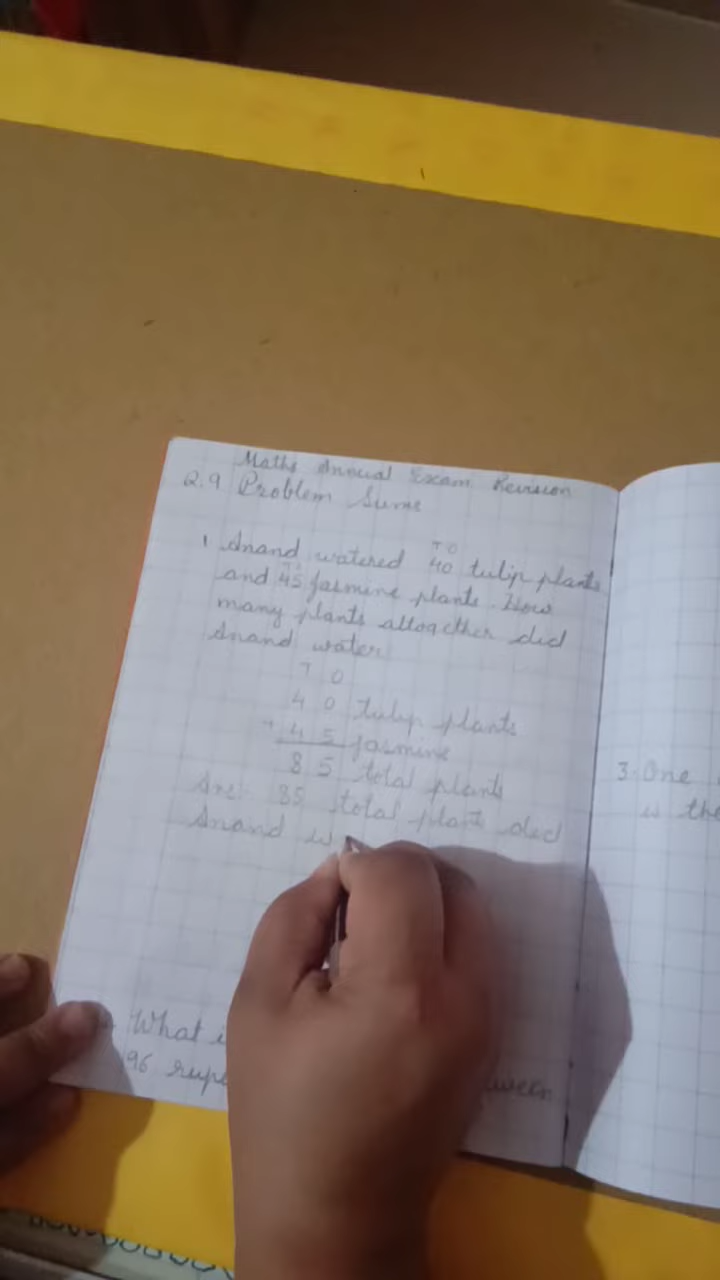 Maths Annual Exam Revision
2.9 Problem Sums
1 Anand watered 40 tulip plants
T O
and 45 Jasmine plants. How
many plants altogether did
Anand water
T O
4 0 tulip plants
+ 4 5 Jasmine
8 5 total plants
Ans:- 85 total plants did
Anand w
What i
96 rupe ween
3. One
is the